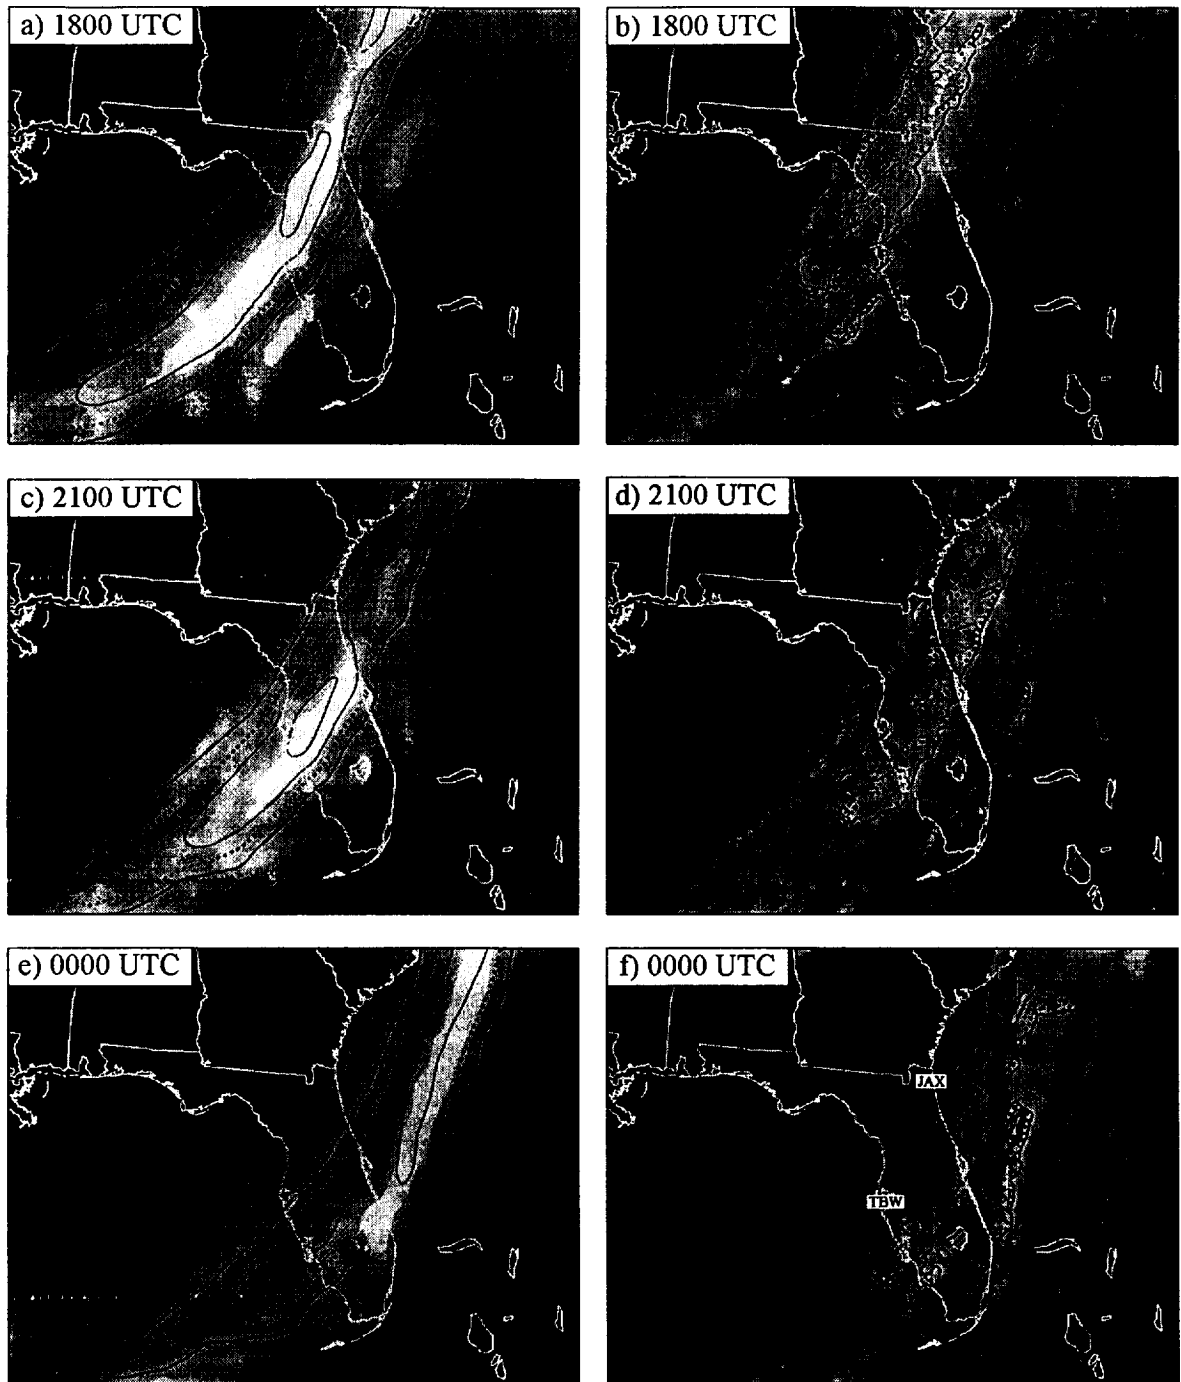 a) 1800 UTC
b) 1800 UTC
c) 2100 UTC
d) 2100 UTC
e) 0000 UTC
f) 0000 UTC
JAX
TBW